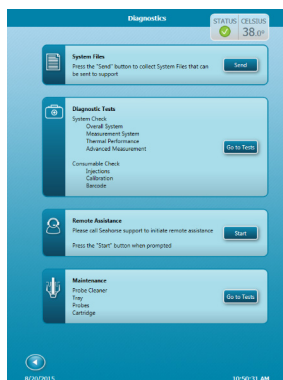 Diagnostics
STATUS CELSIUS
38.0°
System Files
Press the "Send" button to collect System Files that can
be sent to support
Send
Diagnostic Tests
System Check
Overall System
Measurement System
Thermal Performance
Advanced Measurement
Consumable Check
Injections
Calibration
Barcode
Go to Tests
Remote Assistance
Please call Seahorse support to initiate remote assistance
Press the "Start" button when prompted
Start
Maintenance
Probe Cleaner
Tray
Probes
Cartridge
Go to Tests
8/20/2015
10:50:31 AM